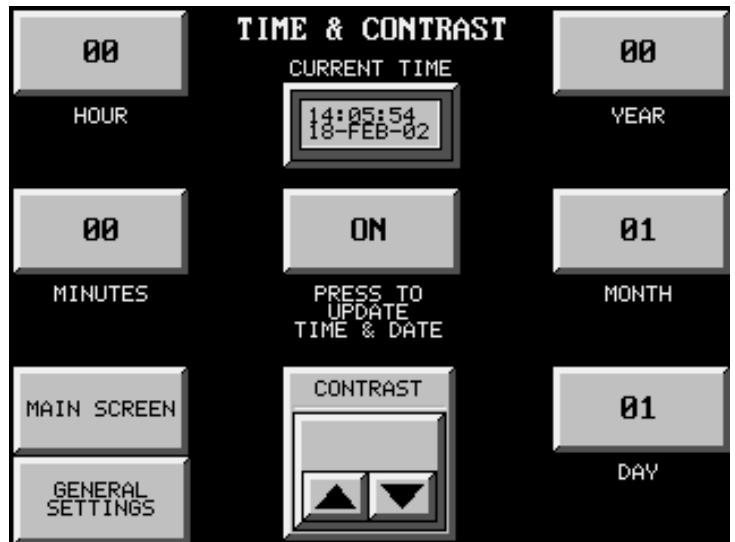 TIME & CONTRAST
00
HOUR
CURRENT TIME
14:05:54
18-FEB-02
00
YEAR
00
MINUTES
ON
PRESS TO
UPDATE
TIME & DATE
01
MONTH
MAIN SCREEN
GENERAL
SETTINGS
CONTRAST
01
DAY